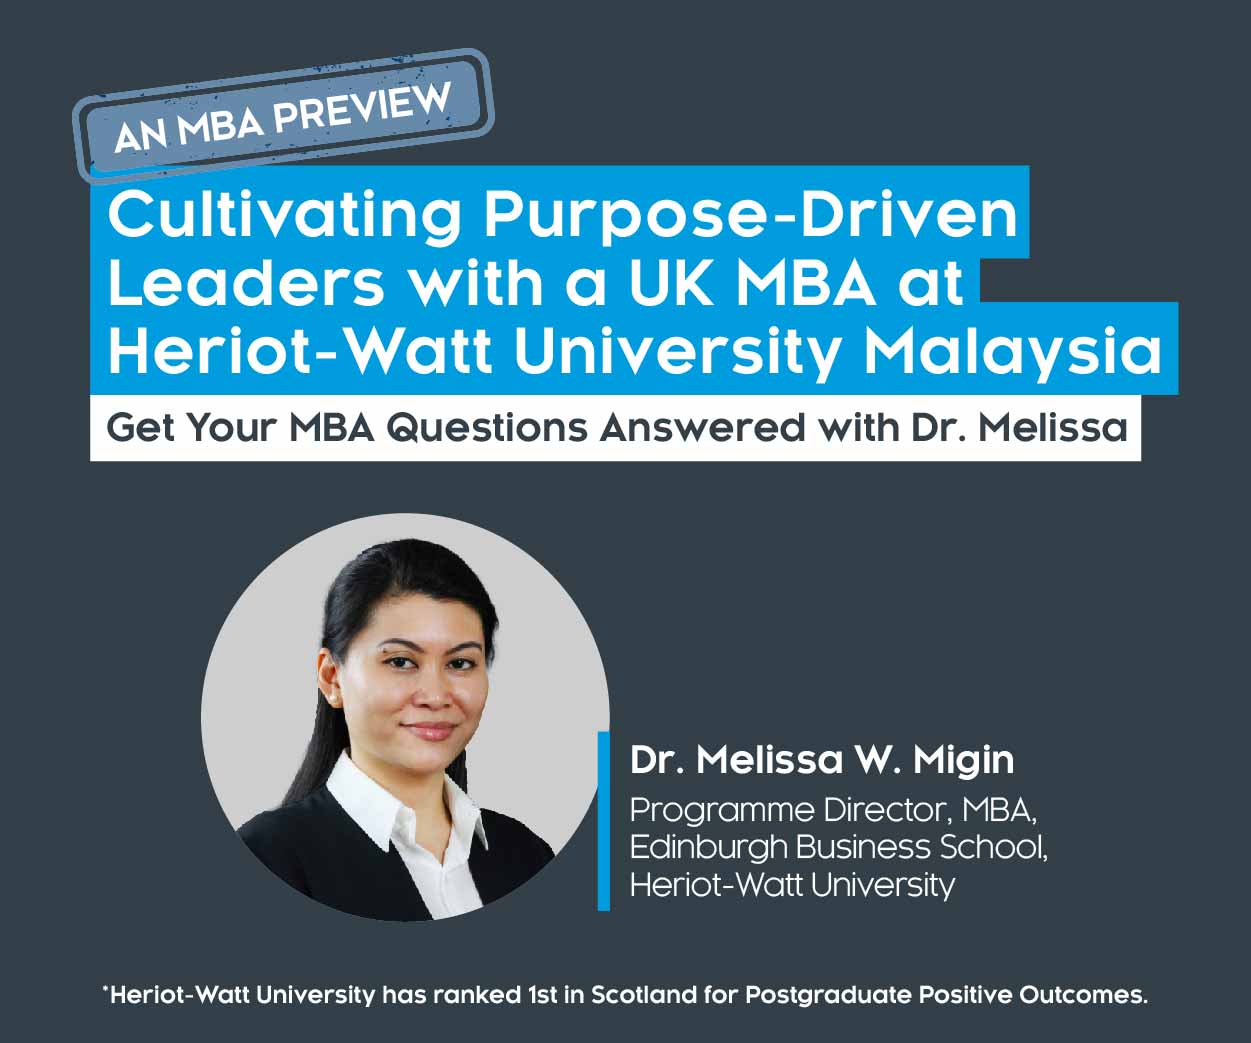 AN MBA PREVIEW
Cultivating Purpose-Driven
Leaders with a UK MBA at
Heriot-Watt University Malaysia
Get Your MBA Questions Answered with Dr. Melissa
Dr. Melissa W. Migin
Programme Director, MBA,
Edinburgh Business School,
Heriot-Watt University
*Heriot-Watt University has ranked 1st in Scotland for Postgraduate Positive Outcomes.